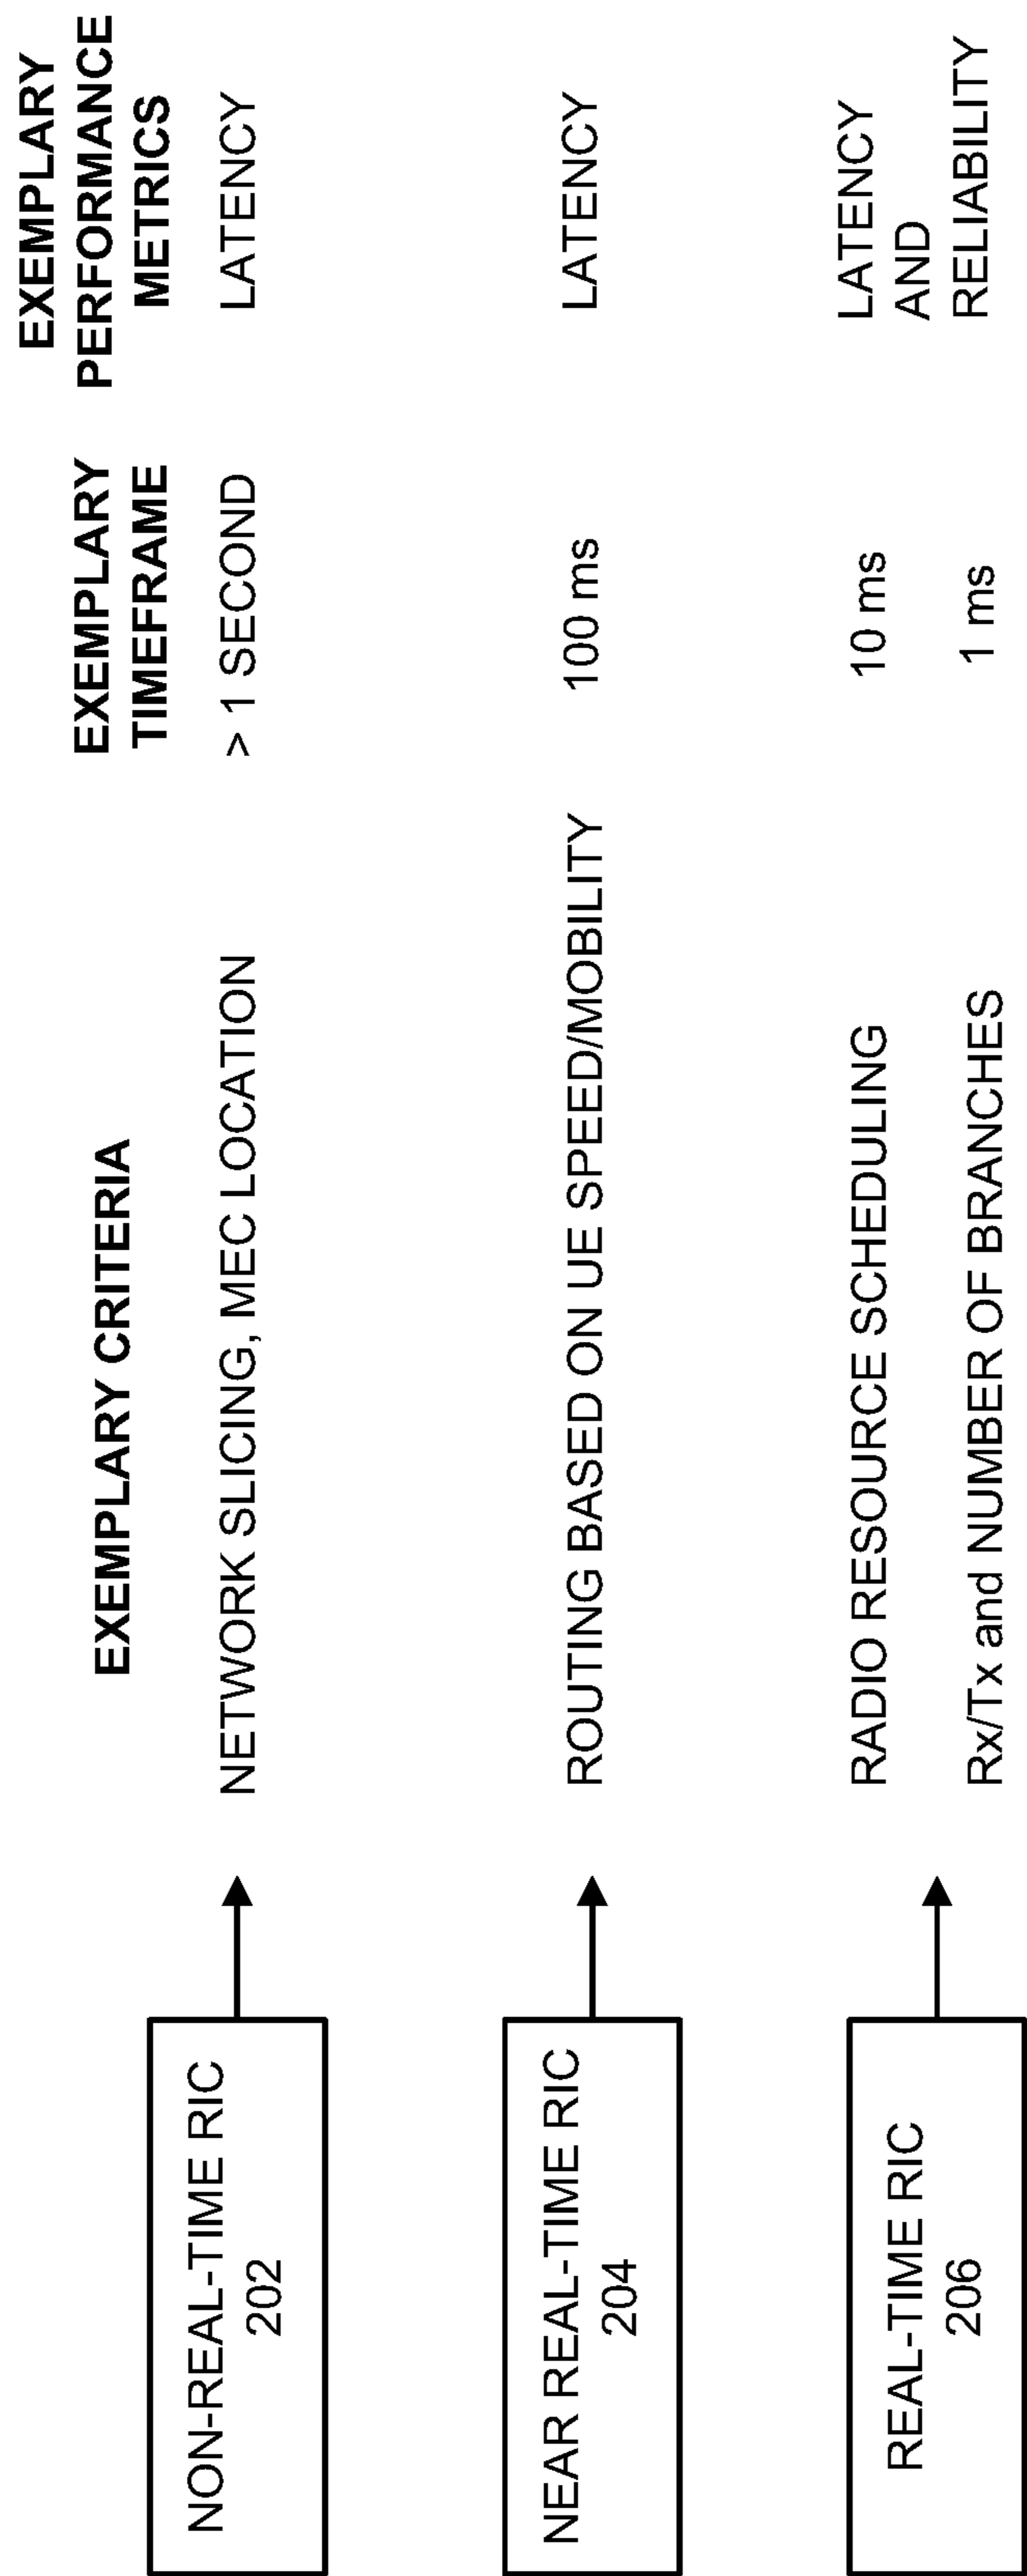 EXEMPLARY CRITERIA
EXEMPLARY
TIMEFRAME
EXEMPLARY
PERFORMANCE
METRICS
NON-REAL-TIME RIC
202
NETWORK SLICING, MEC LOCATION
> 1 SECOND
LATENCY
NEAR REAL-TIME RIC
204
ROUTING BASED ON UE SPEED/MOBILITY
100 ms
LATENCY
REAL-TIME RIC
206
RADIO RESOURCE SCHEDULING
10 ms
Rx/Tx and NUMBER OF BRANCHES
1 ms
LATENCY
AND
RELIABILITY